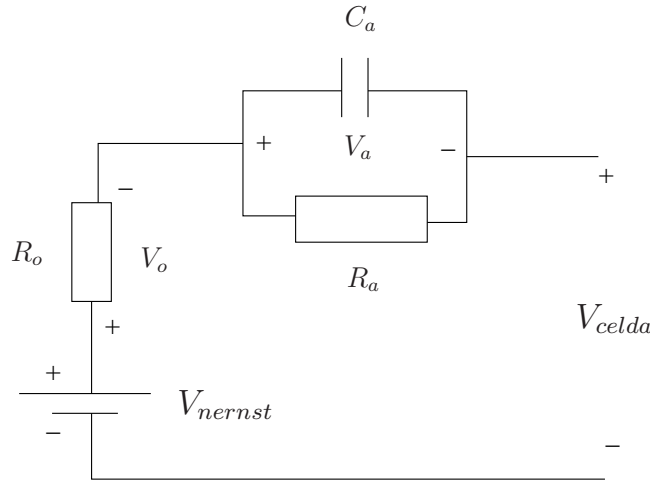 C_a
+ V_a −
+
−
R_o V_o
R_a
+
V_celda
+
V_nernst
−
−